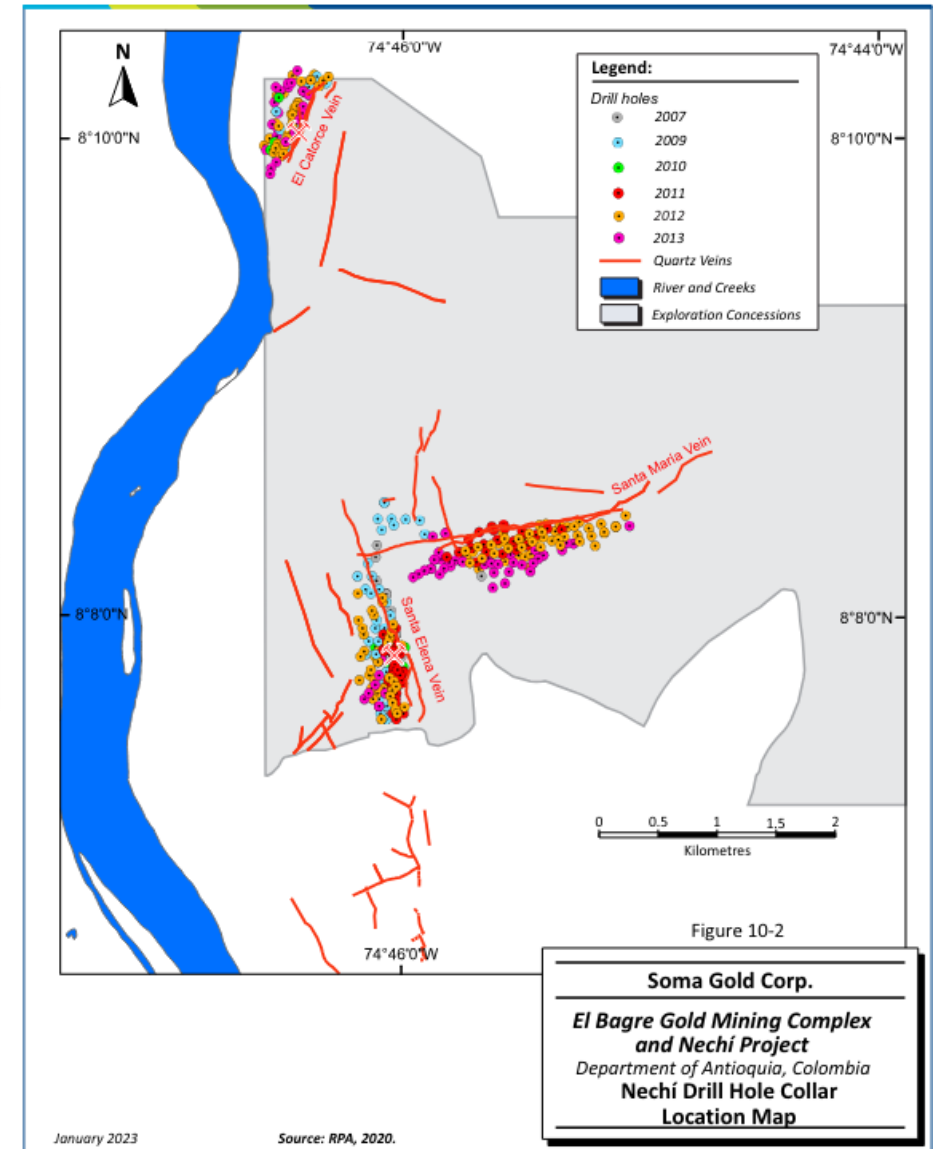 N
74°46'0"W
74°44'0"W
8°10'0"N
8°10'0"N
Legend:
Drill holes
2007
2009
2010
2011
2012
2013
Quartz Veins
River and Creeks
Exploration Concessions
El Catorce Vein
Santa Maria Vein
8°8'0"N
8°8'0"N
Santa Elena Vein
0 0.5 1 1.5 2
Kilometres
74°46'0"W
Figure 10-2
Soma Gold Corp.
El Bagre Gold Mining Complex
and Nechí Project
Department of Antioquia, Colombia
Nechí Drill Hole Collar
Location Map
January 2023
Source: RPA, 2020.